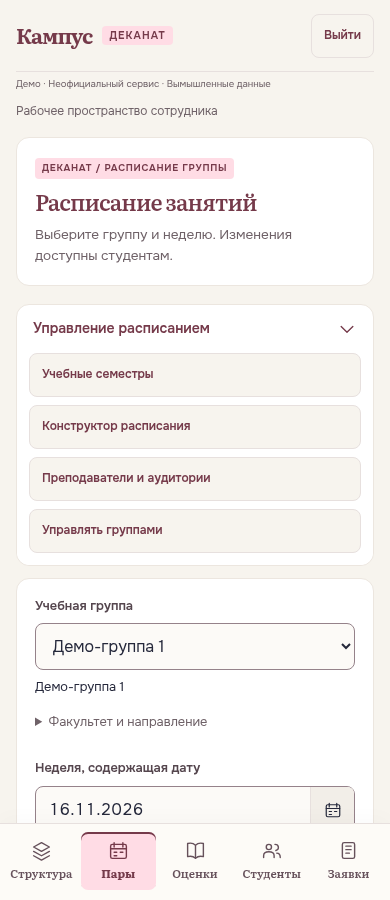 Кампус ДЕКАНАТ Выйти
Демо · Неофициальный сервис · Вымышленные данные
Рабочее пространство сотрудника
ДЕКАНАТ / РАСПИСАНИЕ ГРУППЫ
Расписание занятий
Выберите группу и неделю. Изменения
доступны студентам.
Управление расписанием
Учебные семестры
Конструктор расписания
Преподаватели и аудитории
Управлять группами
Учебная группа
Демо-группа 1
Демо-группа 1
Факультет и направление
Неделя, содержащая дату
16.11.2026
Структура Пары Оценки Студенты Заявки